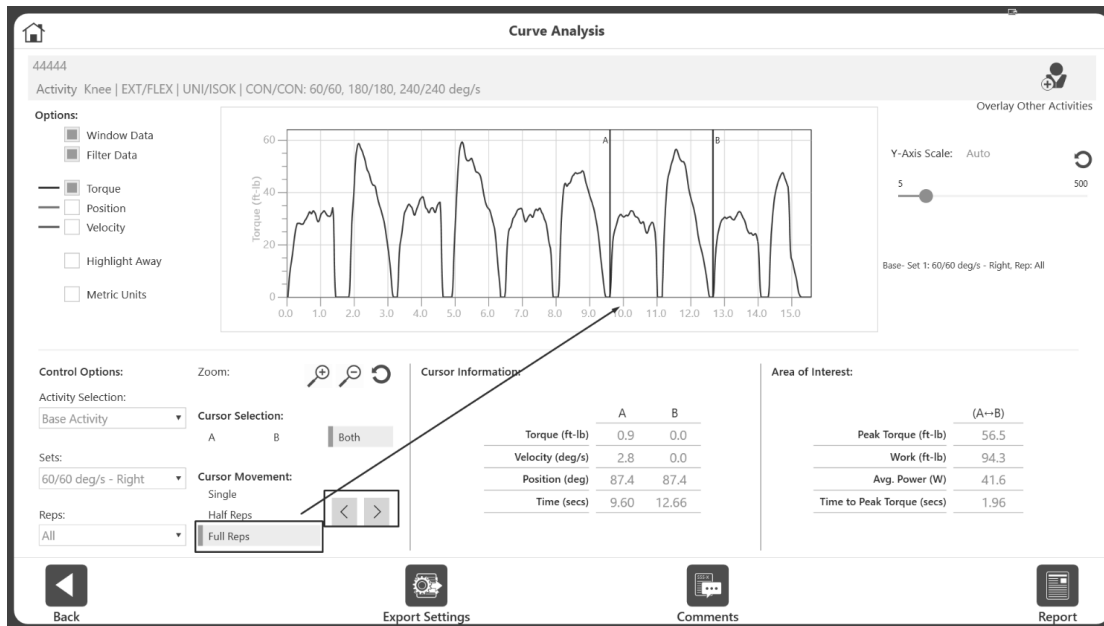 Curve Analysis
44444
Activity Knee | EXT/FLEX | UNI/ISOK | CON/CON: 60/60, 180/180, 240/240 deg/s
Overlay Other Activities
Options:
Window Data
Filter Data
Torque
Position
Velocity
Highlight Away
Metric Units
Torque (ft-lb)
60
40
20
0
A
B
0.0 1.0 2.0 3.0 4.0 5.0 6.0 7.0 8.0 9.0 10.0 11.0 12.0 13.0 14.0 15.0
Y-Axis Scale: Auto
5 500
Base- Set 1: 60/60 deg/s - Right, Rep: All
Control Options:
Activity Selection:
Base Activity
Sets:
60/60 deg/s - Right
Reps:
All
Zoom:
Cursor Selection:
A B Both
Cursor Movement:
Single
Half Reps
Full Reps
< >
Cursor Information:
A B
Torque (ft-lb) 0.9 0.0
Velocity (deg/s) 2.8 0.0
Position (deg) 87.4 87.4
Time (secs) 9.60 12.66
Area of Interest:
(A↔B)
Peak Torque (ft-lb) 56.5
Work (ft-lb) 94.3
Avg. Power (W) 41.6
Time to Peak Torque (secs) 1.96
Back
Export Settings
Comments
Report